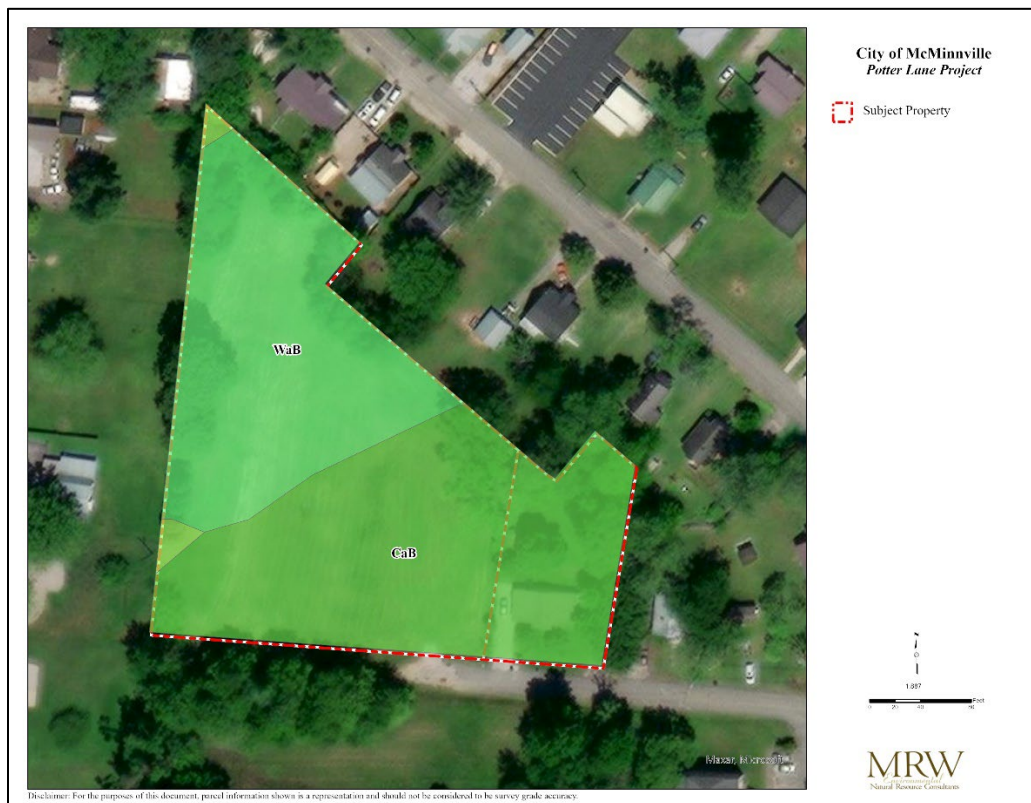 City of McMinnville
Potter Lane Project
Subject Property
WaB
CaB
N
1:887
Feet
0 20 40 80
Maxar, Microsoft
MRW
Environmental
Natural Resource Consultants
Disclaimer: For the purposes of this document, parcel information shown is a representation and should not be considered to be survey grade accuracy.